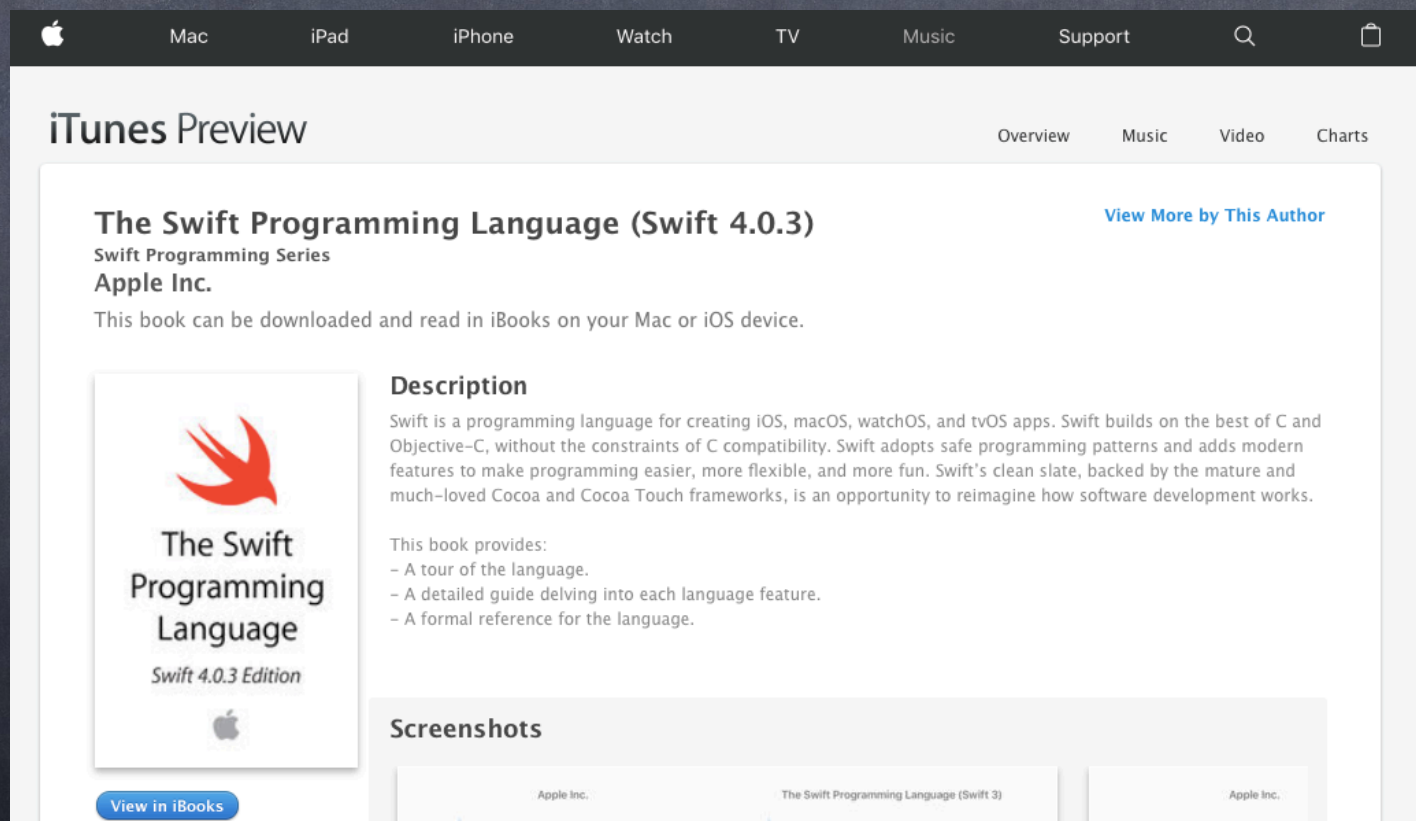 Mac iPad iPhone Watch TV Music Support
iTunes Preview
Overview Music Video Charts
The Swift Programming Language (Swift 4.0.3)
View More by This Author
Swift Programming Series
Apple Inc.
This book can be downloaded and read in iBooks on your Mac or iOS device.
The Swift
Programming
Language
Swift 4.0.3 Edition
View in iBooks
Description
Swift is a programming language for creating iOS, macOS, watchOS, and tvOS apps. Swift builds on the best of C and
Objective-C, without the constraints of C compatibility. Swift adopts safe programming patterns and adds modern
features to make programming easier, more flexible, and more fun. Swift’s clean slate, backed by the mature and
much-loved Cocoa and Cocoa Touch frameworks, is an opportunity to reimagine how software development works.
This book provides:
– A tour of the language.
– A detailed guide delving into each language feature.
– A formal reference for the language.
Screenshots
Apple Inc.
The Swift Programming Language (Swift 3)
Apple Inc.